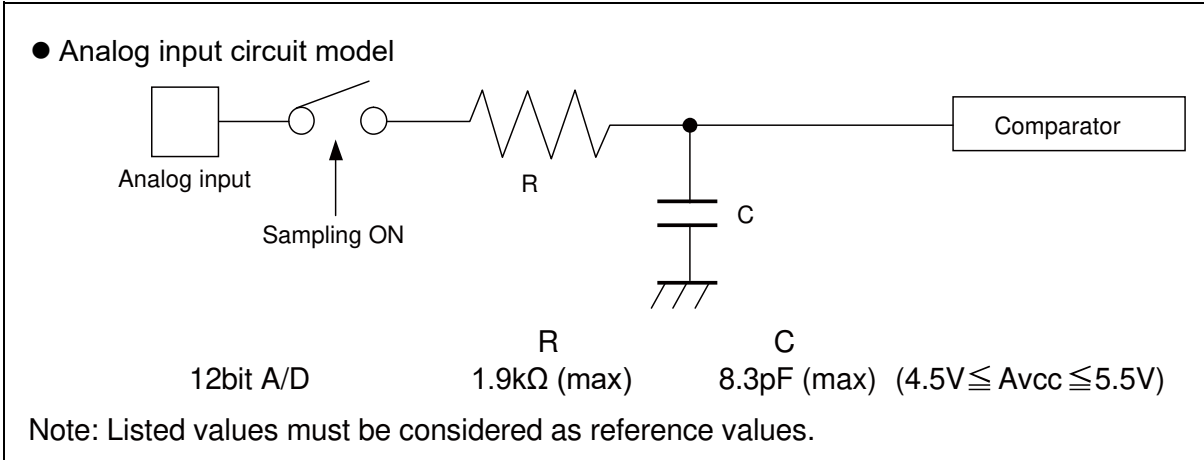 ● Analog input circuit model
Analog input
Sampling ON
R
C
Comparator
R C
12bit A/D 1.9kΩ (max) 8.3pF (max) (4.5V≦ Avcc ≦5.5V)
Note: Listed values must be considered as reference values.